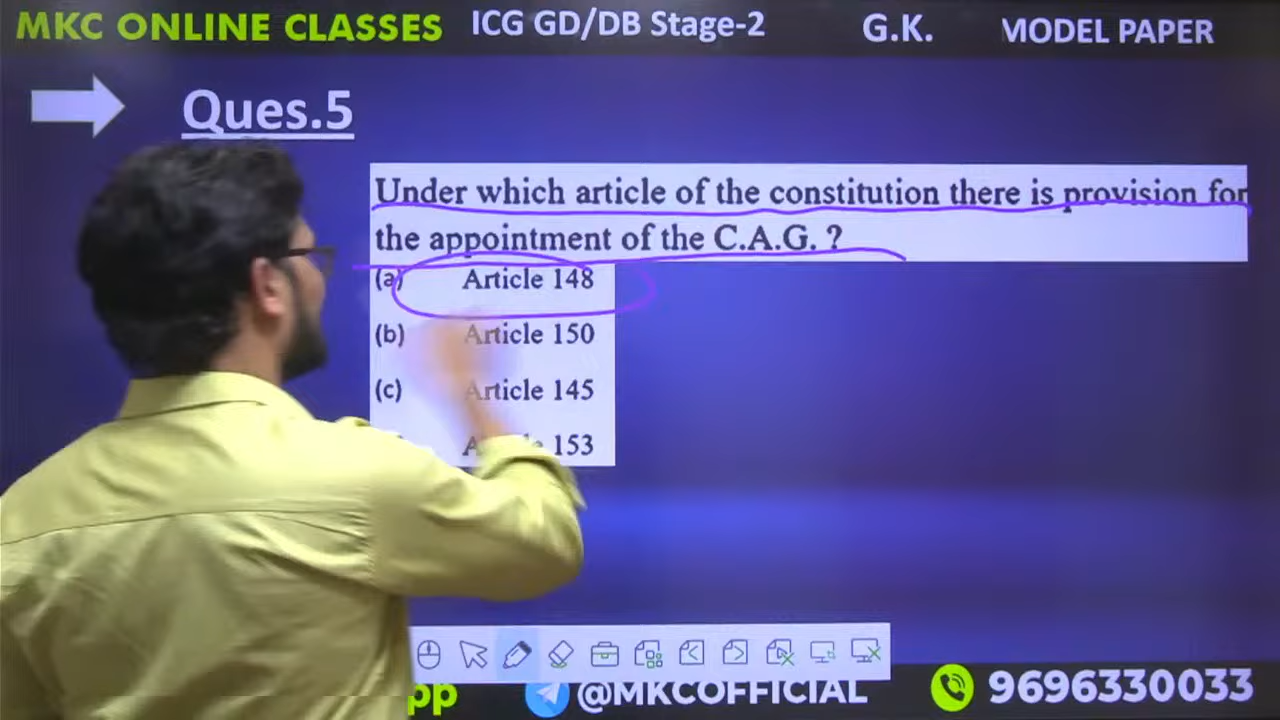 MKC ONLINE CLASSES ICG GD/DB Stage-2 G.K. MODEL PAPER
Ques.5
Under which article of the constitution there is provision for
the appointment of the C.A.G. ?
(a) Article 148
(b) Article 150
(c) Article 145
153
@MKCOFFICIAL 9696330033